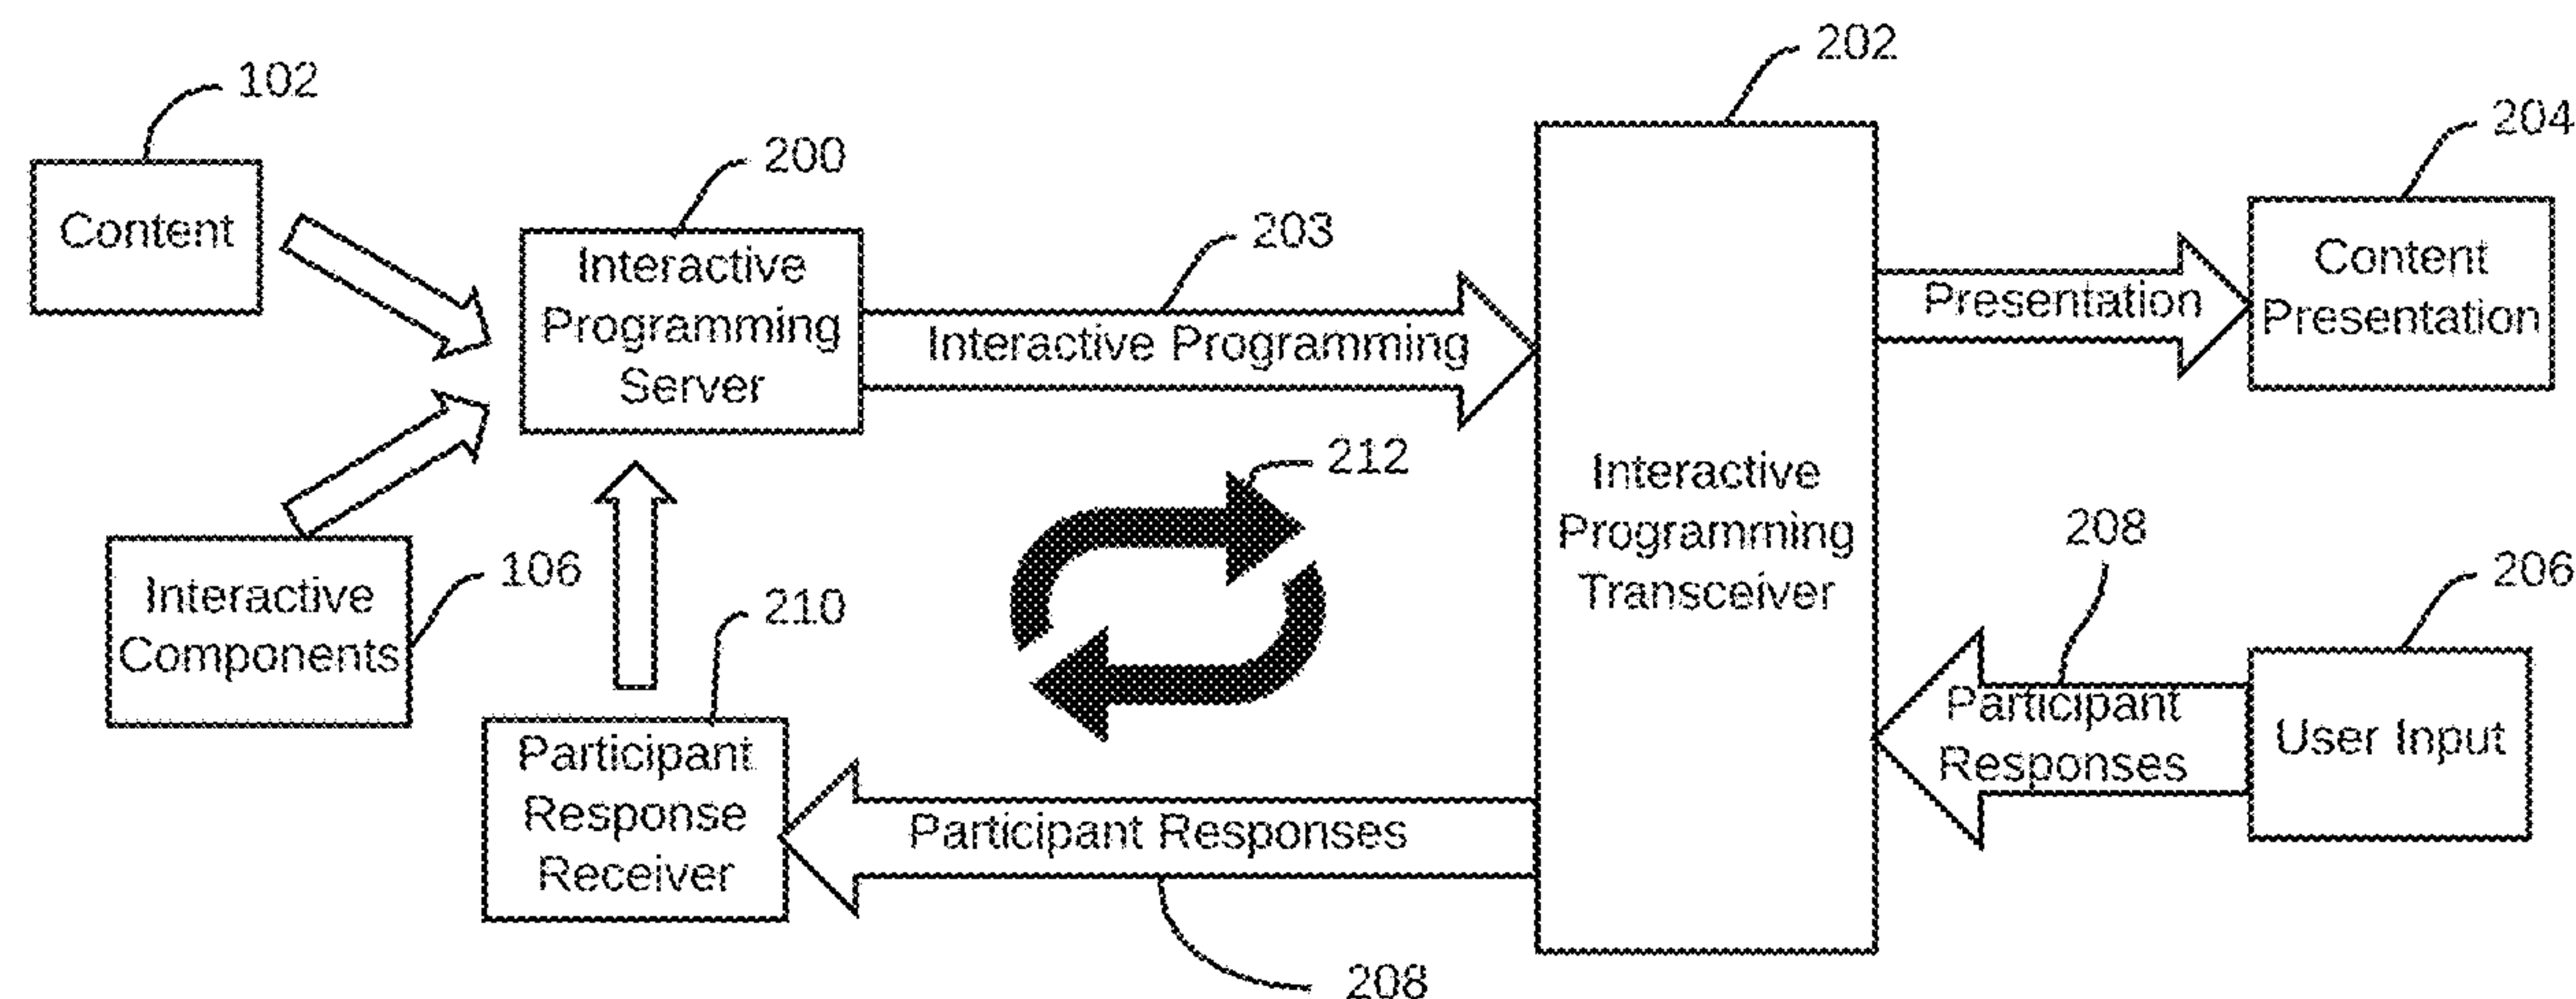 202
102
204
200
Content
203
Interactive
Programming
Server
Content
Presentation
Presentation
Interactive Programming
212
Interactive
Programming
Transceiver
208
206
106
Interactive
Components
210
Participant
Responses
User Input
Participant
Response
Receiver
Participant Responses
208